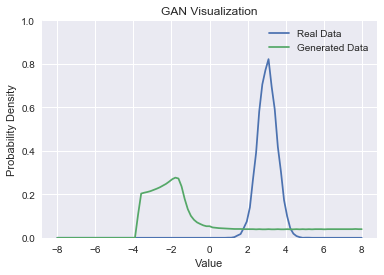 GAN Visualization
1.0
Real Data
Generated Data
0.8
0.6
0.4
0.2
0.0
Probability Density
−8 −6 −4 −2 0 2 4 6 8
Value